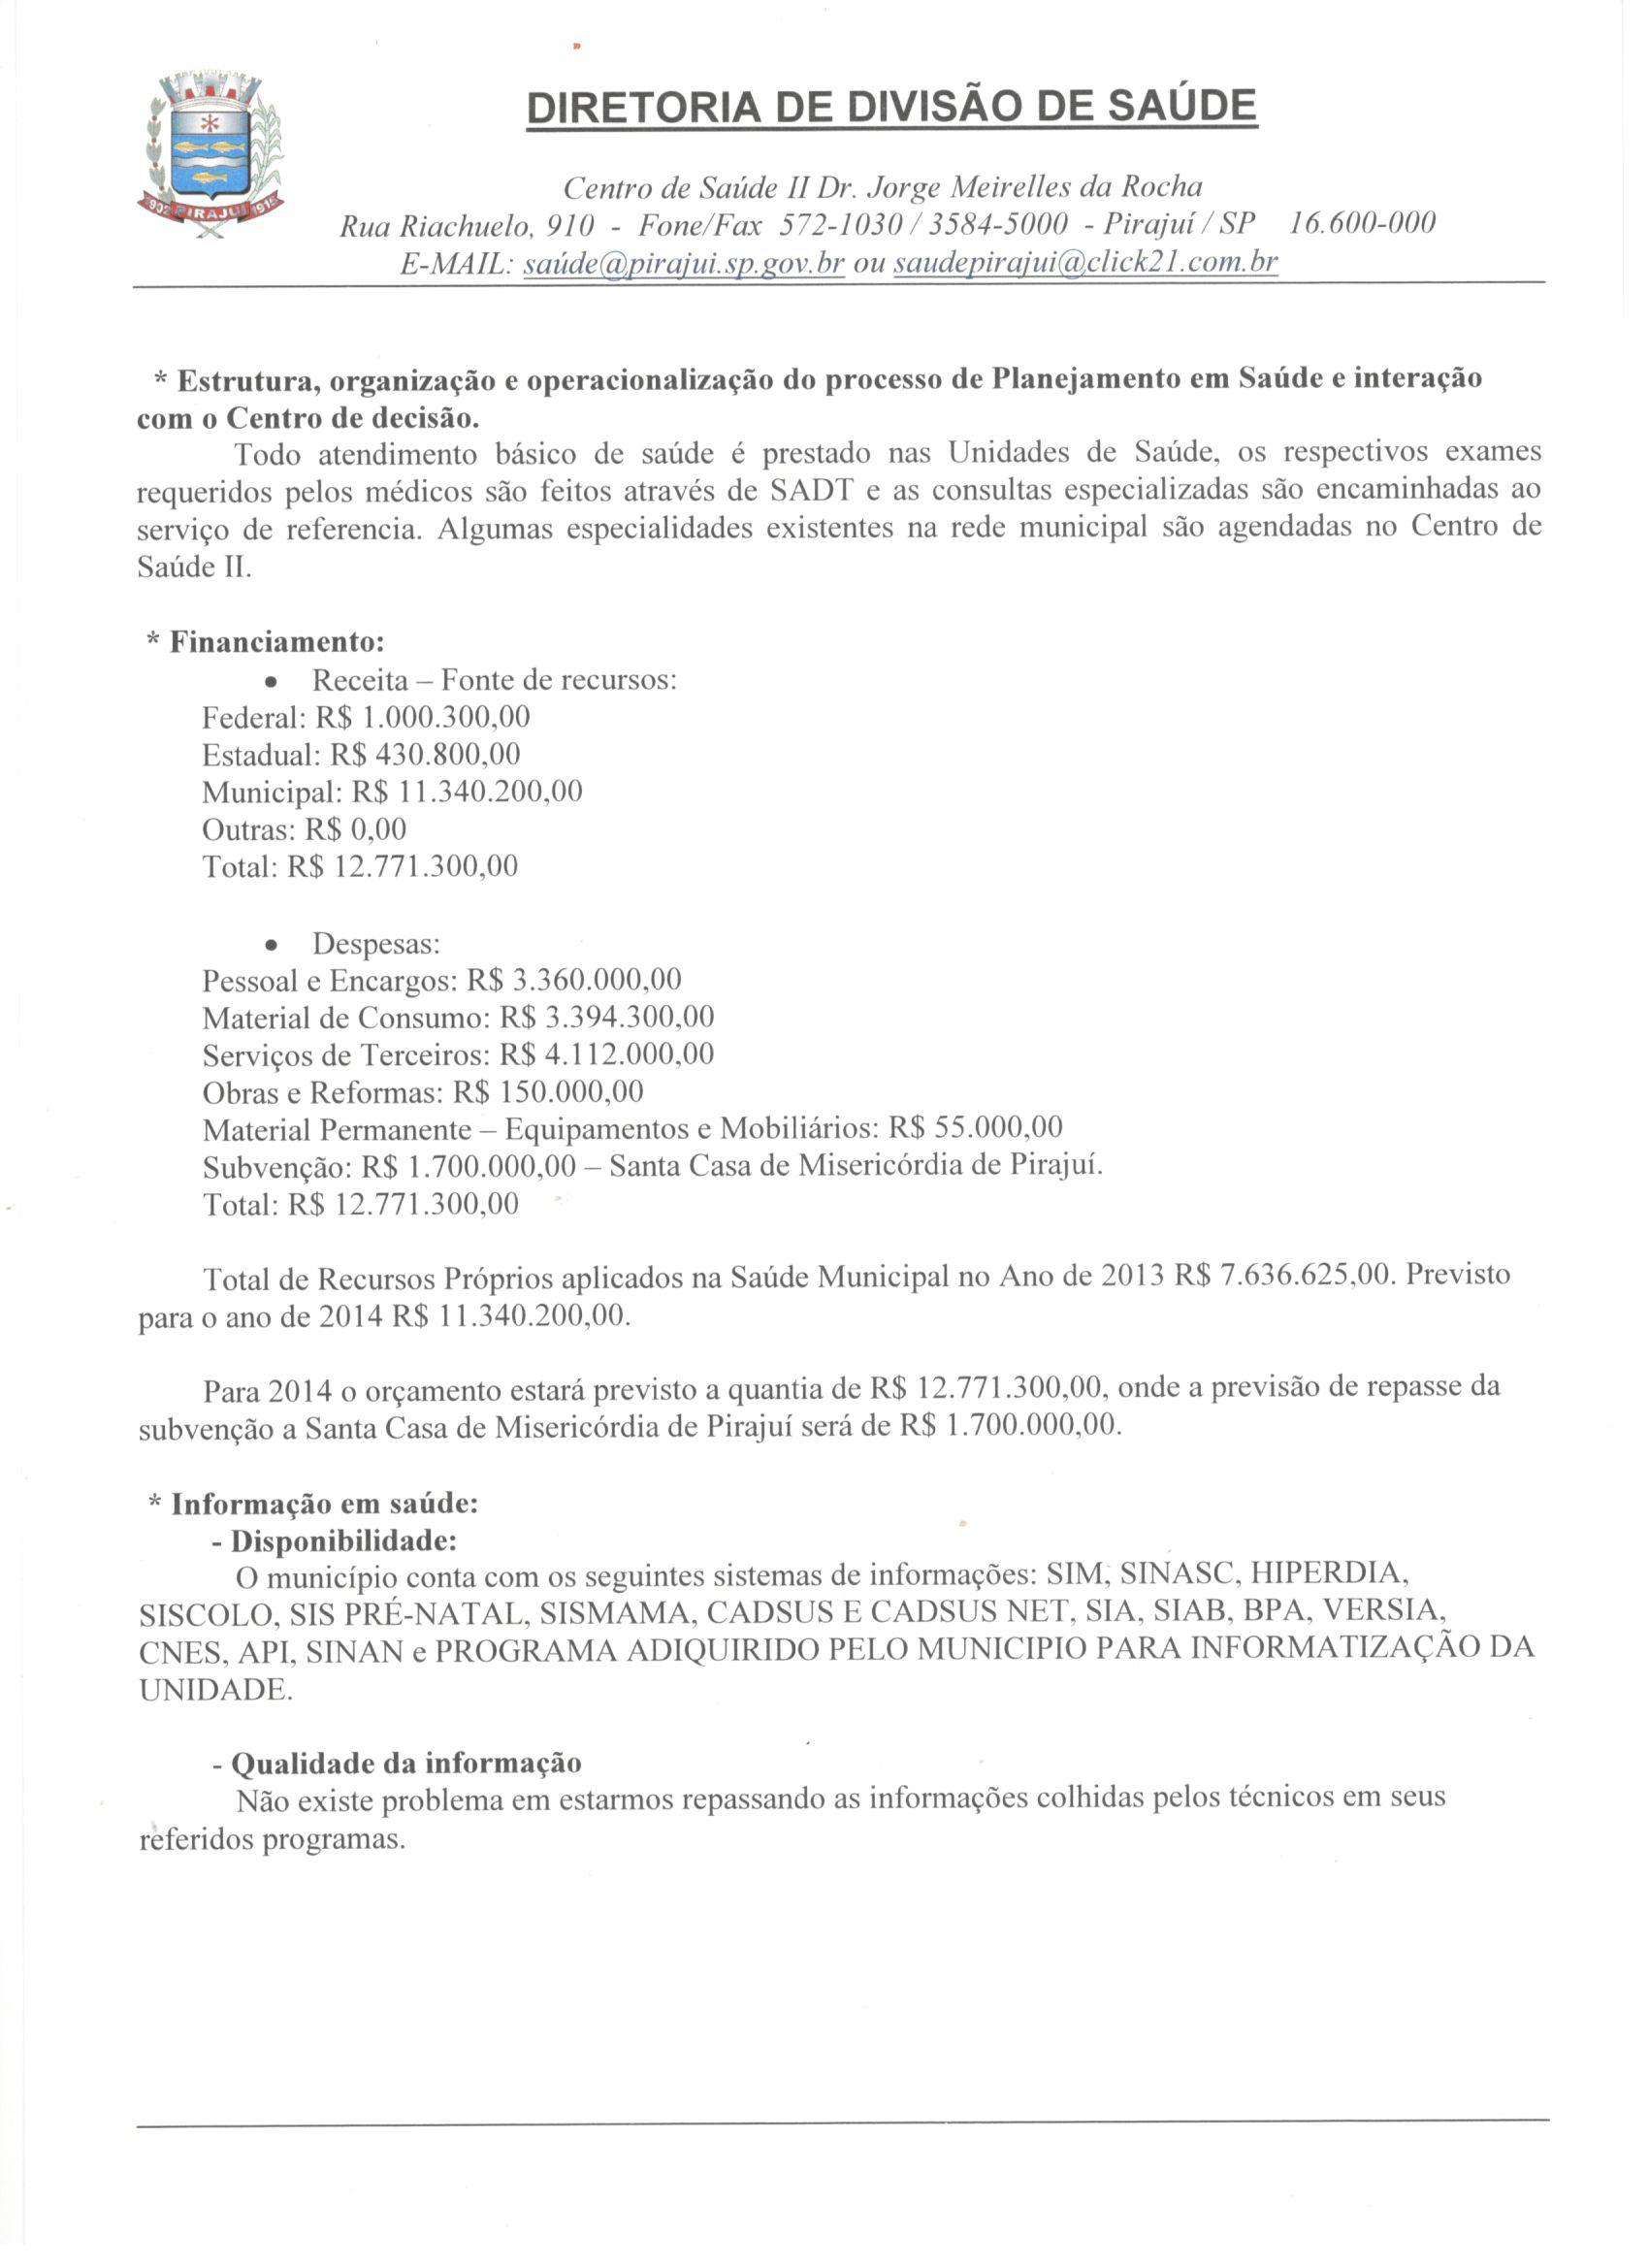 DIRETORIA DE DIVISÃO DE SAÚDE
Centro de Saúde II Dr. Jorge Meirelles da Rocha
Rua Riachuelo, 910 - Fone/Fax 572-1030 / 3584-5000 - Pirajuí / SP 16.600-000
E-MAIL: saúde@pirajui.sp.gov.br ou saudepirajui@click21.com.br
1902 PIRAJUI 1915
* Estrutura, organização e operacionalização do processo de Planejamento em Saúde e interação
com o Centro de decisão.
Todo atendimento básico de saúde é prestado nas Unidades de Saúde, os respectivos exames
requeridos pelos médicos são feitos através de SADT e as consultas especializadas são encaminhadas ao
serviço de referencia. Algumas especialidades existentes na rede municipal são agendadas no Centro de
Saúde II.
* Financiamento:
• Receita – Fonte de recursos:
Federal: R$ 1.000.300,00
Estadual: R$ 430.800,00
Municipal: R$ 11.340.200,00
Outras: R$ 0,00
Total: R$ 12.771.300,00
• Despesas:
Pessoal e Encargos: R$ 3.360.000,00
Material de Consumo: R$ 3.394.300,00
Serviços de Terceiros: R$ 4.112.000,00
Obras e Reformas: R$ 150.000,00
Material Permanente – Equipamentos e Mobiliários: R$ 55.000,00
Subvenção: R$ 1.700.000,00 – Santa Casa de Misericórdia de Pirajuí.
Total: R$ 12.771.300,00
Total de Recursos Próprios aplicados na Saúde Municipal no Ano de 2013 R$ 7.636.625,00. Previsto
para o ano de 2014 R$ 11.340.200,00.
Para 2014 o orçamento estará previsto a quantia de R$ 12.771.300,00, onde a previsão de repasse da
subvenção a Santa Casa de Misericórdia de Pirajuí será de R$ 1.700.000,00.
* Informação em saúde:
- Disponibilidade:
O município conta com os seguintes sistemas de informações: SIM, SINASC, HIPERDIA,
SISCOLO, SIS PRÉ-NATAL, SISMAMA, CADSUS E CADSUS NET, SIA, SIAB, BPA, VERSIA,
CNES, API, SINAN e PROGRAMA ADIQUIRIDO PELO MUNICIPIO PARA INFORMATIZAÇÃO DA
UNIDADE.
- Qualidade da informação
Não existe problema em estarmos repassando as informações colhidas pelos técnicos em seus
referidos programas.